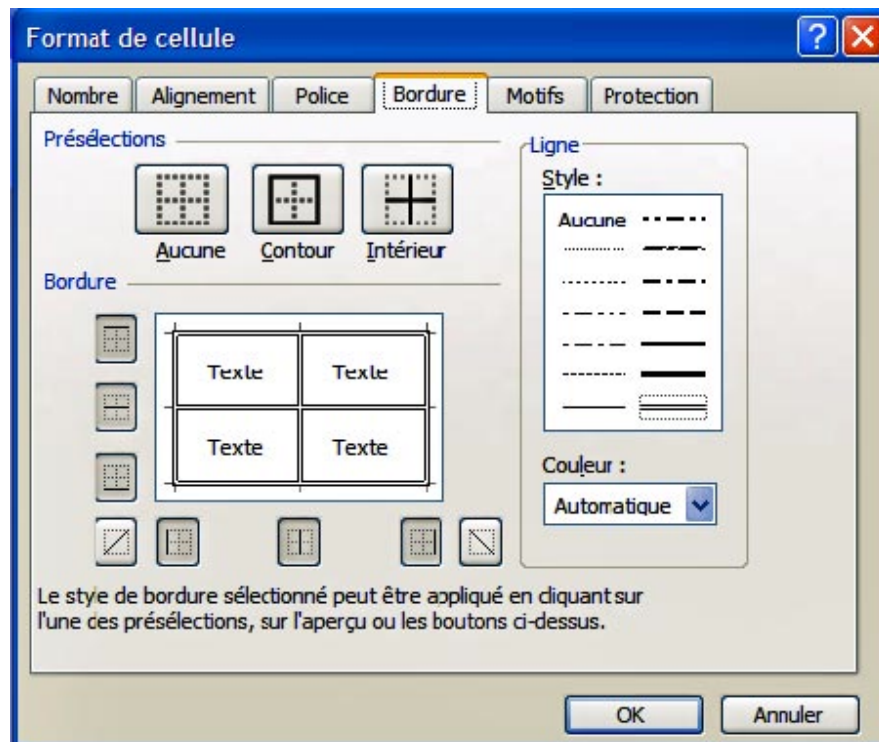 Format de cellule
Nombre Alignement Police Bordure Motifs Protection
Présélections
Aucune Contour Intérieur
Bordure
Texte Texte
Texte Texte
Ligne
Style :
Aucune
Couleur :
Automatique
Le style de bordure sélectionné peut être appliqué en cliquant sur
l'une des présélections, sur l'aperçu ou les boutons ci-dessus.
OK Annuler